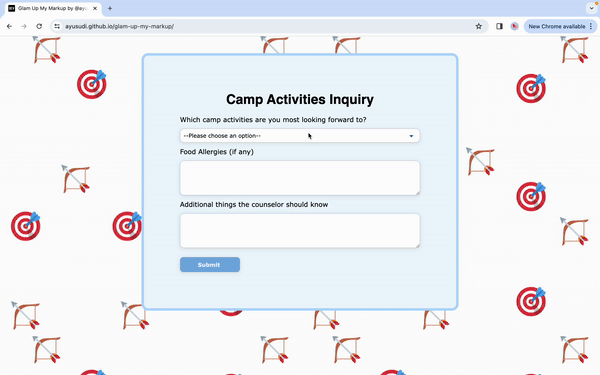 Glam Up My Markup by @ayu
ayusudi.github.io/glam-up-my-markup/
New Chrome available
Camp Activities Inquiry
Which camp activities are you most looking forward to?
--Please choose an option--
Food Allergies (if any)
Additional things the counselor should know
Submit